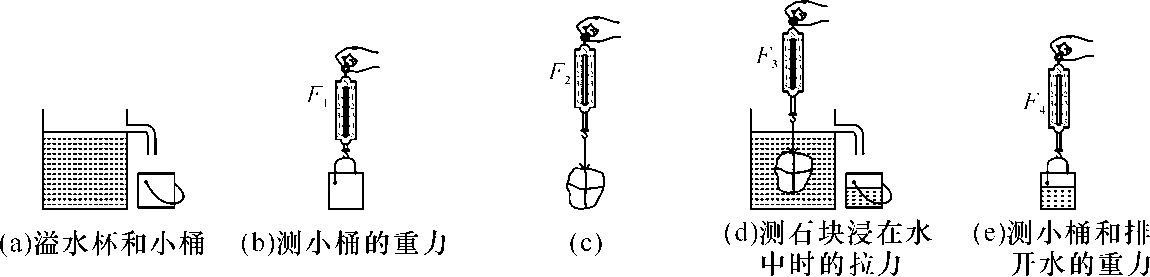 F₁
F₂
F₃
F₄
(a)溢水杯和小桶
(b)测小桶的重力
(c)
(d)测石块浸在水
中时的拉力
(e)测小桶和排
开水的重力